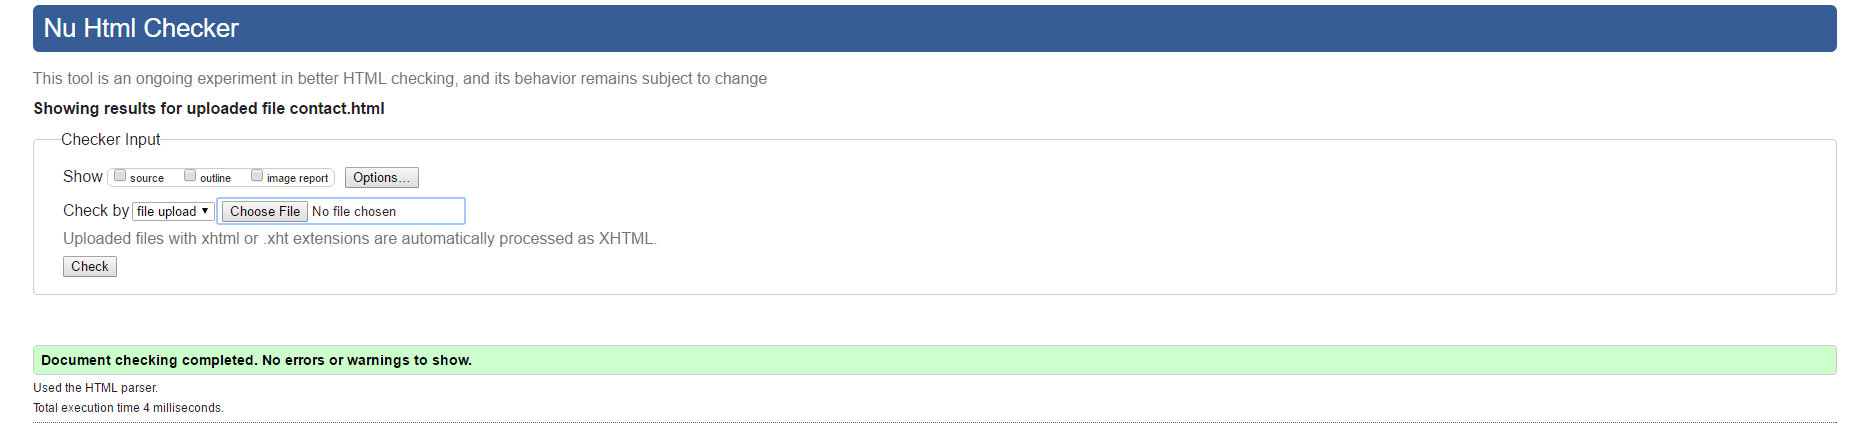 Nu Html Checker
This tool is an ongoing experiment in better HTML checking, and its behavior remains subject to change
Showing results for uploaded file contact.html
Checker Input
Show source outline image report Options...
Check by file upload Choose File No file chosen
Uploaded files with xhtml or .xht extensions are automatically processed as XHTML.
Check
Document checking completed. No errors or warnings to show.
Used the HTML parser.
Total execution time 4 milliseconds.